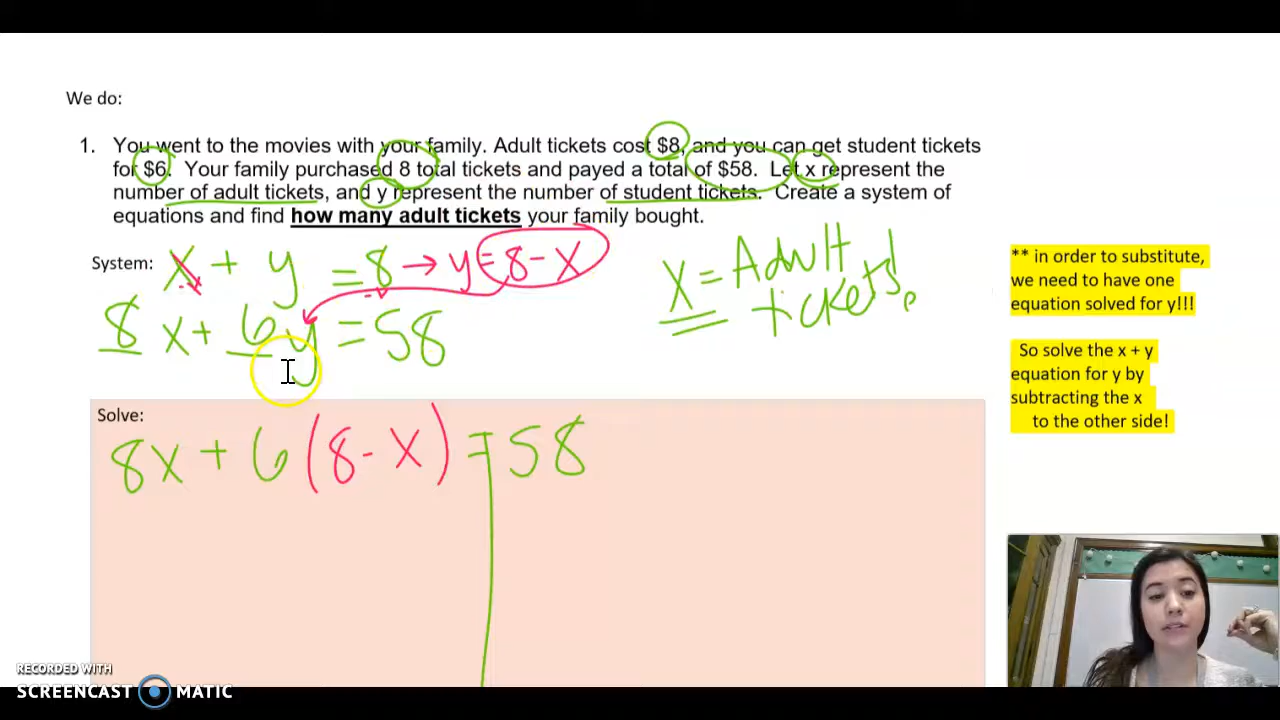 We do:
1. You went to the movies with your family. Adult tickets cost $8, and you can get student tickets
for $6. Your family purchased 8 total tickets and payed a total of $58. Let x represent the
number of adult tickets, and y represent the number of student tickets. Create a system of
equations and find how many adult tickets your family bought.
System: x + y = 8 → y = 8 - x
8x + 6y = 58
x = Adult
tickets!
** in order to substitute,
we need to have one
equation solved for y!!!
So solve the x + y
equation for y by
subtracting the x
to the other side!
Solve:
8x + 6(8 - x) = 58
RECORDED WITH
SCREENCAST MATIC